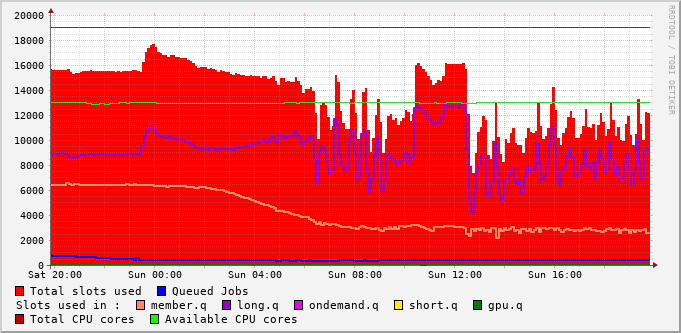 RRDTOOL / TOBI OETIKER
20000
18000
16000
14000
12000
10000
8000
6000
4000
2000
0
Sat 20:00 Sun 00:00 Sun 04:00 Sun 08:00 Sun 12:00 Sun 16:00
Total slots used Queued Jobs
Slots used in : member.q long.q ondemand.q short.q gpu.q
Total CPU cores Available CPU cores